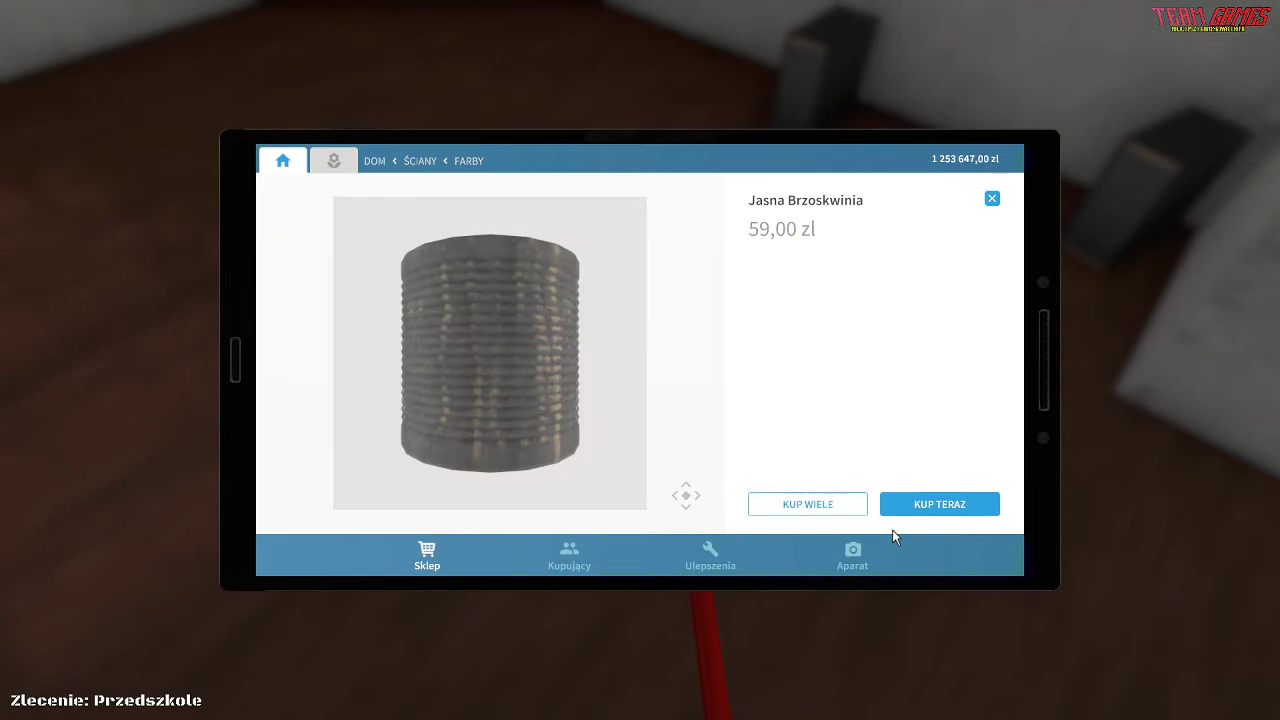 TEAM GAMES
DOM < ŚCIANY < FARBY
1 253 647,00 zl
Jasna Brzoskwinia
59,00 zl
KUP WIELE
KUP TERAZ
Sklep
Kupujący
Ulepszenia
Aparat
Zlecenie: Przedszkole